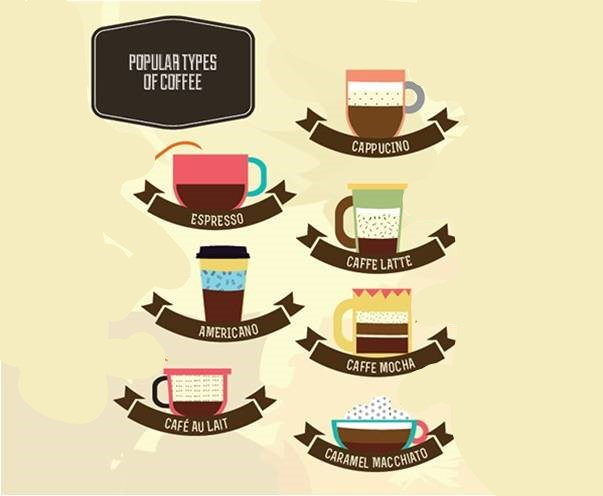 POPULAR TYPES
OF COFFEE
CAPPUCINO
ESPRESSO
CAFFE LATTE
AMERICANO
CAFFE MOCHA
CAFÉ AU LAIT
CARAMEL MACCHIATO